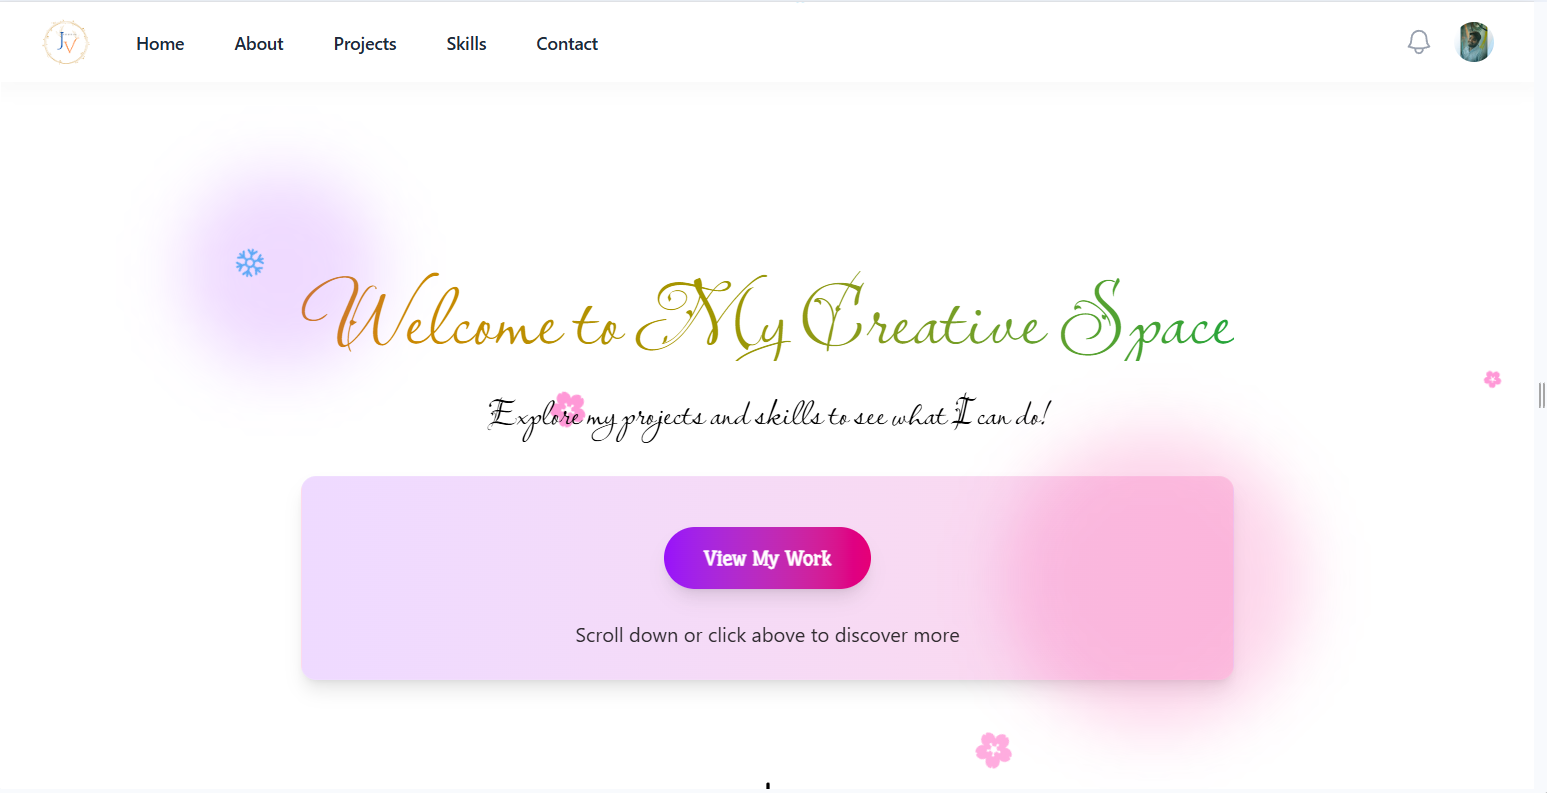 JV
Home About Projects Skills Contact
Welcome to My Creative Space
Explore my projects and skills to see what I can do!
View My Work
Scroll down or click above to discover more